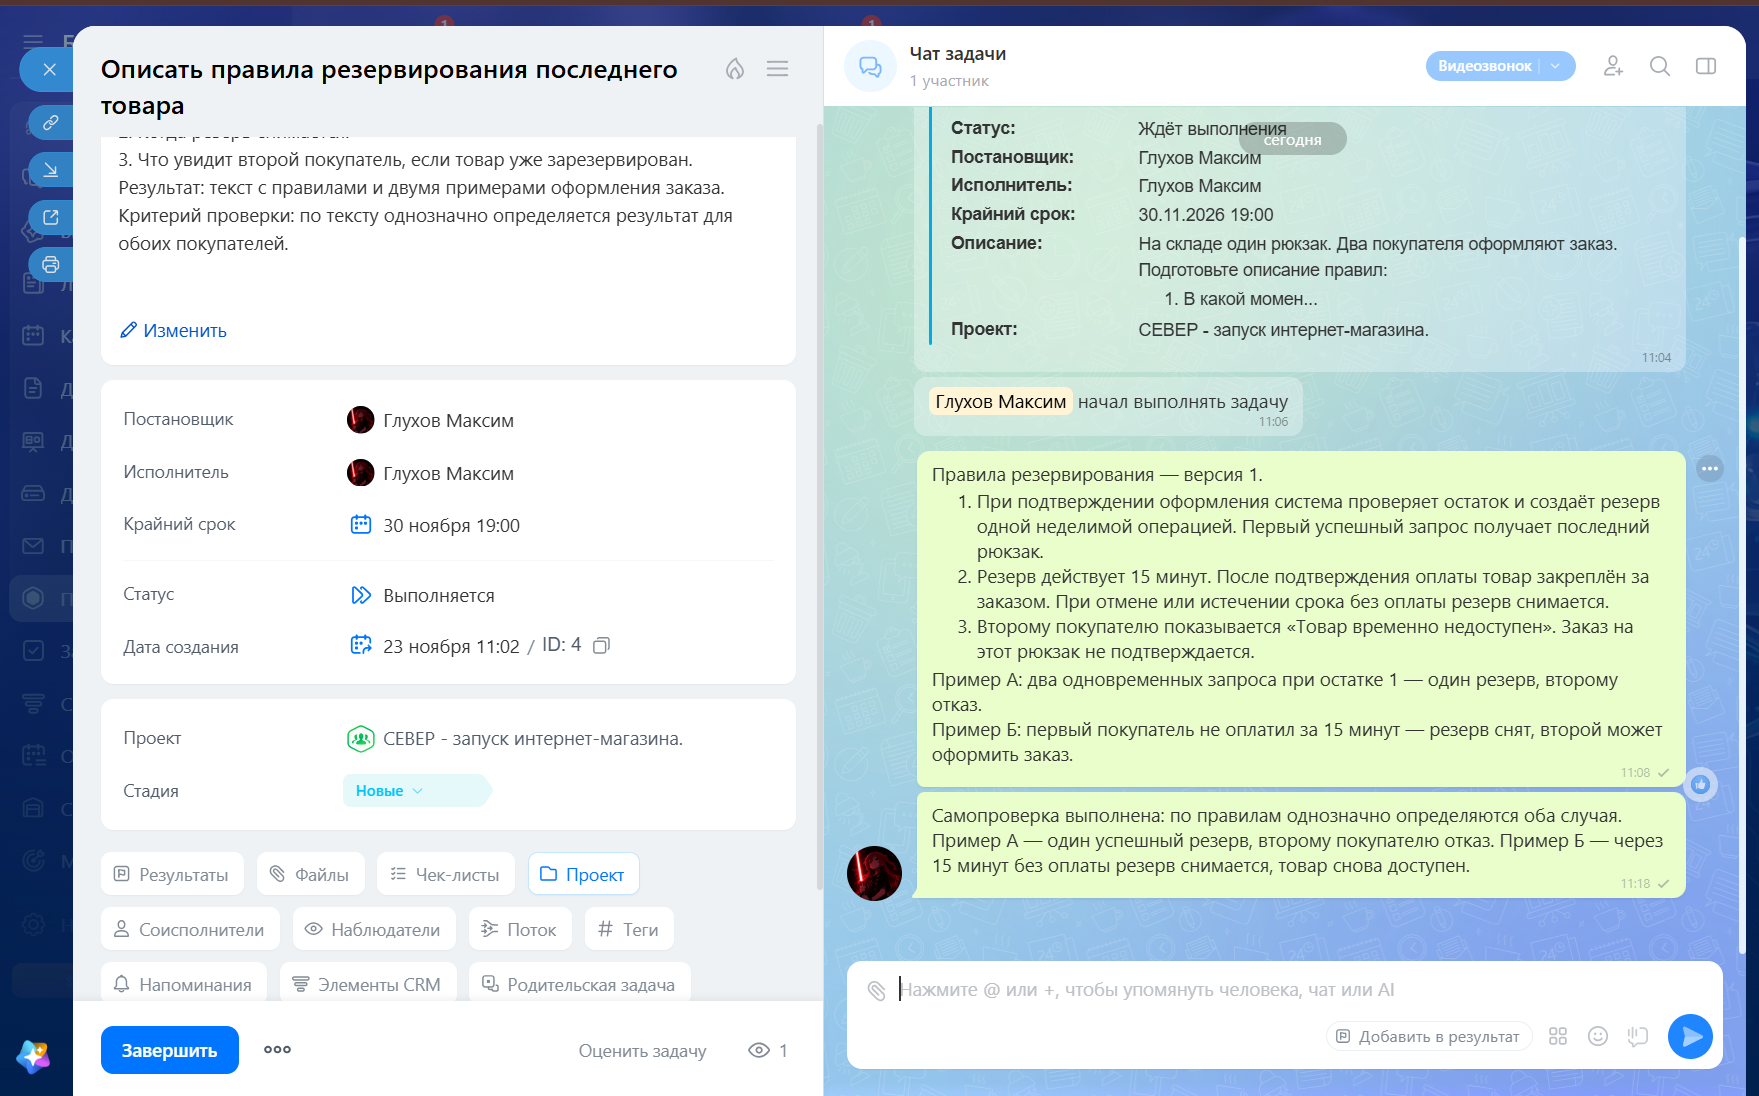 Описать правила резервирования последнего
товара
3. Что увидит второй покупатель, если товар уже зарезервирован.
Результат: текст с правилами и двумя примерами оформления заказа.
Критерий проверки: по тексту однозначно определяется результат для
обоих покупателей.
Изменить
Постановщик Глухов Максим
Исполнитель Глухов Максим
Крайний срок 30 ноября 19:00
Статус Выполняется
Дата создания 23 ноября 11:02 / ID: 4
Проект СЕВЕР - запуск интернет-магазина.
Стадия Новые
Результаты Файлы Чек-листы Проект
Соисполнители Наблюдатели Поток # Теги
Напоминания Элементы CRM Родительская задача
Завершить Оценить задачу 1
Чат задачи
1 участник
Видеозвонок
сегодня
Статус: Ждёт выполнения
Постановщик: Глухов Максим
Исполнитель: Глухов Максим
Крайний срок: 30.11.2026 19:00
Описание: На складе один рюкзак. Два покупателя оформляют заказ.
Подготовьте описание правил:
1. В какой момен...
Проект: СЕВЕР - запуск интернет-магазина.
11:04
Глухов Максим начал выполнять задачу
11:06
Правила резервирования — версия 1.
1. При подтверждении оформления система проверяет остаток и создаёт резерв
одной неделимой операцией. Первый успешный запрос получает последний
рюкзак.
2. Резерв действует 15 минут. После подтверждения оплаты товар закреплён за
заказом. При отмене или истечении срока без оплаты резерв снимается.
3. Второму покупателю показывается «Товар временно недоступен». Заказ на
этот рюкзак не подтверждается.
Пример А: два одновременных запроса при остатке 1 — один резерв, второму
отказ.
Пример Б: первый покупатель не оплатил за 15 минут — резерв снят, второй может
оформить заказ.
11:08
Самопроверка выполнена: по правилам однозначно определяются оба случая.
Пример А — один успешный резерв, второму покупателю отказ. Пример Б — через
15 минут без оплаты резерв снимается, товар снова доступен.
11:18
Нажмите @ или +, чтобы упомянуть человека, чат или AI
Добавить в результат